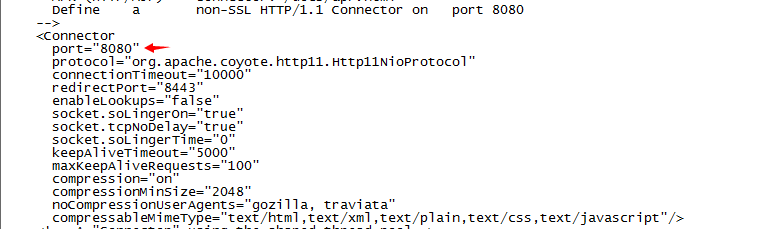 Define a non-SSL HTTP/1.1 Connector on port 8080
-->
<Connector
port="8080"
protocol="org.apache.coyote.http11.Http11NioProtocol"
connectionTimeout="10000"
redirectPort="8443"
enableLookups="false"
socket.soLingerOn="true"
socket.tcpNoDelay="true"
socket.soLingerTime="0"
keepAliveTimeout="5000"
maxKeepAliveRequests="100"
compression="on"
compressionMinSize="2048"
noCompressionUserAgents="gozilla, traviata"
compressableMimeType="text/html,text/xml,text/plain,text/css,text/javascript"/>